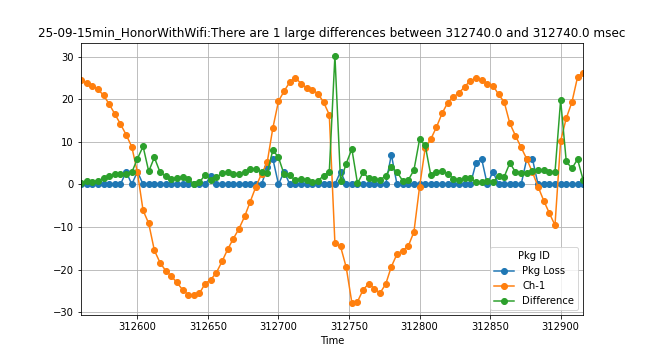 25-09-15min_HonorWithWifi:There are 1 large differences between 312740.0 and 312740.0 msec
30
20
10
0
−10
−20
−30
312600 312650 312700 312750 312800 312850 312900
Time
Pkg ID
Pkg Loss
Ch-1
Difference